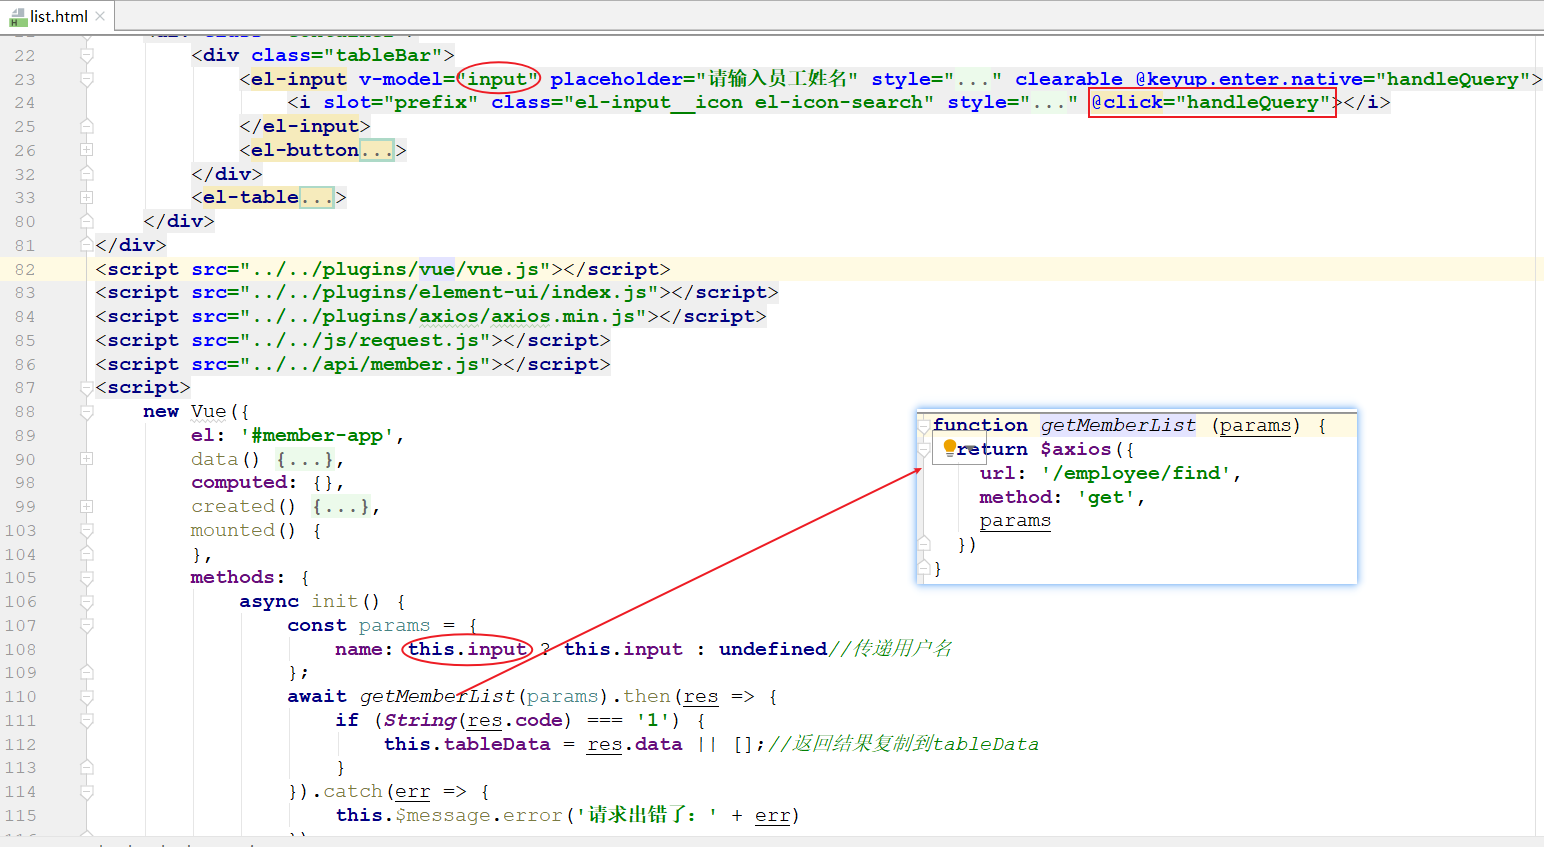 list.html
22 <div class="tableBar">
23 <el-input v-model="input" placeholder="请输入员工姓名" style="..." clearable @keyup.enter.native="handleQuery">
24 <i slot="prefix" class="el-input__icon el-icon-search" style="..." @click="handleQuery"></i>
25 </el-input>
26 <el-button...>
32 </div>
33 <el-table...>
80 </div>
81 </div>
82 <script src="../../plugins/vue/vue.js"></script>
83 <script src="../../plugins/element-ui/index.js"></script>
84 <script src="../../plugins/axios/axios.min.js"></script>
85 <script src="../../js/request.js"></script>
86 <script src="../../api/member.js"></script>
87 <script>
88 new Vue({
89 el: '#member-app',
90 data() {...},
98 computed: {},
99 created() {...},
103 mounted() {
104 },
105 methods: {
106 async init() {
107 const params = {
108 name: this.input ? this.input : undefined//传递用户名
109 };
110 await getMemberList(params).then(res => {
111 if (String(res.code) === '1') {
112 this.tableData = res.data || [];//返回结果复制到tableData
113 }
114 }).catch(err => {
115 this.$message.error('请求出错了：' + err)
function getMemberList (params) {
return $axios({
url: '/employee/find',
method: 'get',
params
})
}